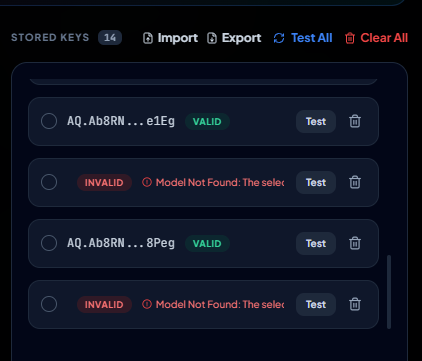 STORED KEYS 14 Import Export Test All Clear All
AQ.Ab8RN...e1Eg VALID Test
INVALID Model Not Found: The selec Test
AQ.Ab8RN...8Peg VALID Test
INVALID Model Not Found: The selec Test